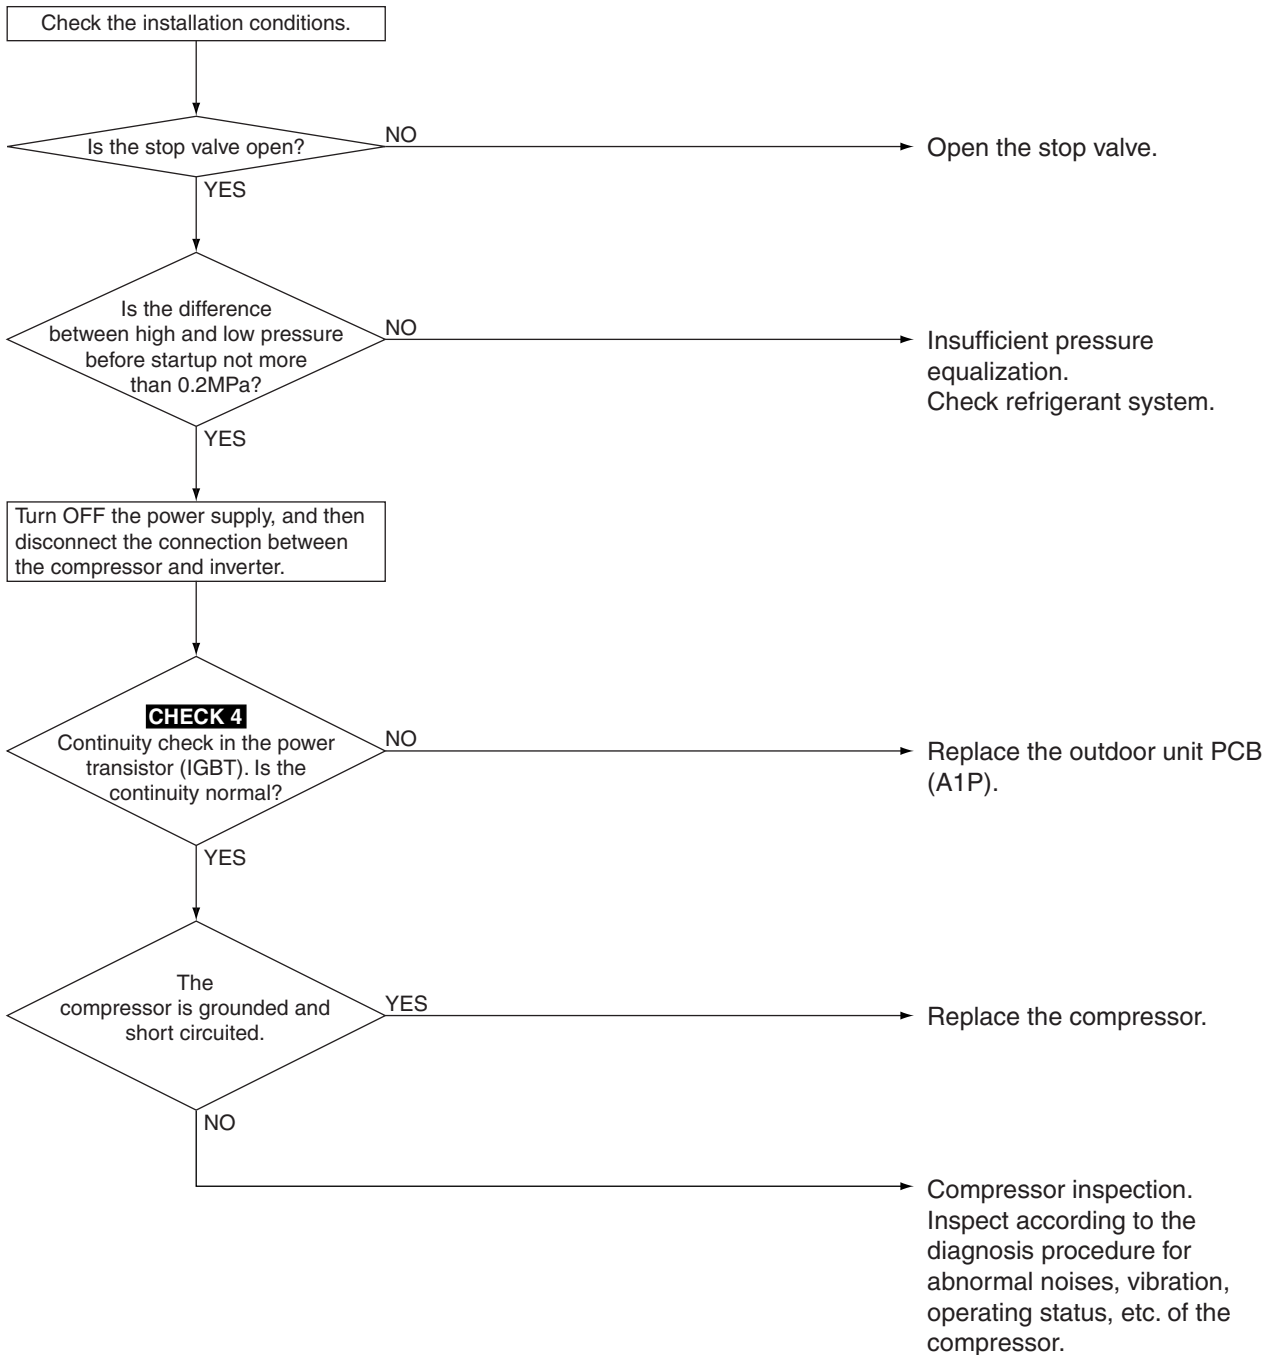 Check the installation conditions.
Is the stop valve open?
NO
Open the stop valve.
YES
Is the difference
between high and low pressure
before startup not more
than 0.2MPa?
NO
Insufficient pressure
equalization.
Check refrigerant system.
YES
Turn OFF the power supply, and then
disconnect the connection between
the compressor and inverter.
CHECK 4
Continuity check in the power
transistor (IGBT). Is the
continuity normal?
NO
Replace the outdoor unit PCB
(A1P).
YES
The
compressor is grounded and
short circuited.
YES
Replace the compressor.
NO
Compressor inspection.
Inspect according to the
diagnosis procedure for
abnormal noises, vibration,
operating status, etc. of the
compressor.